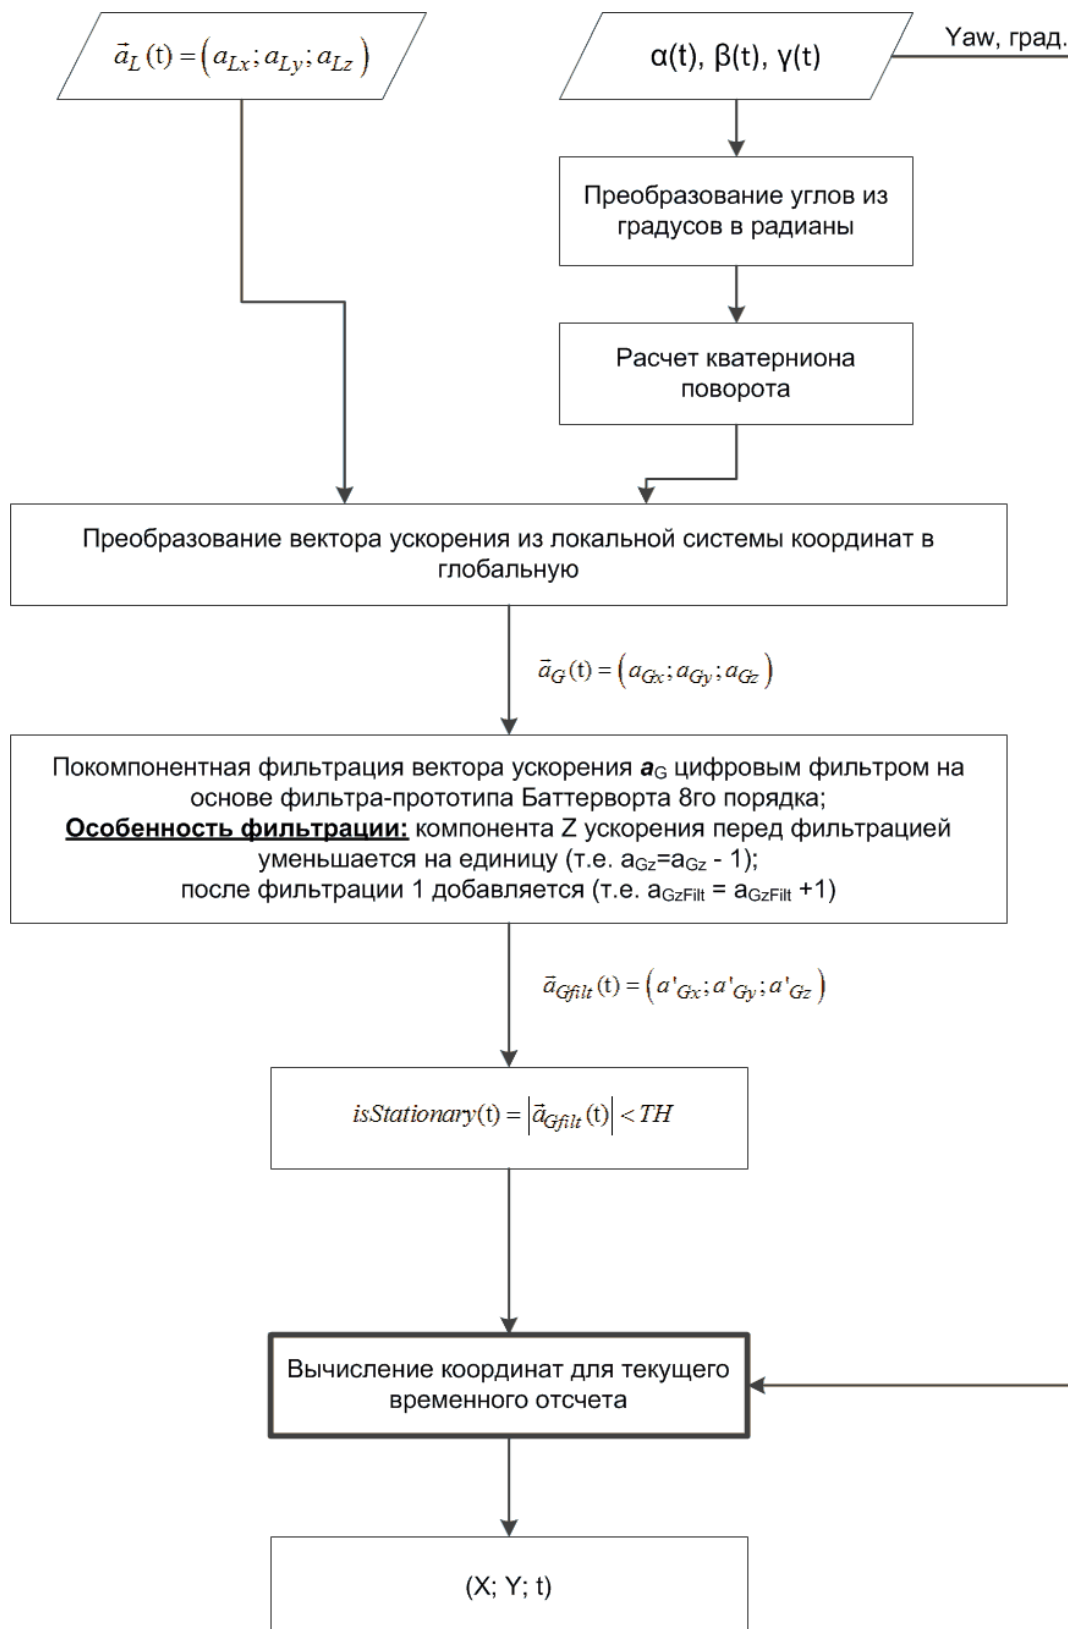 a⃗_L(t) = (a_Lx; a_Ly; a_Lz)
α(t), β(t), γ(t)
Yaw, град.
Преобразование углов из
градусов в радианы
Расчет кватерниона
поворота
Преобразование вектора ускорения из локальной системы координат в
глобальную
a⃗_G(t) = (a_Gx; a_Gy; a_Gz)
Покомпонентная фильтрация вектора ускорения a_G цифровым фильтром на
основе фильтра-прототипа Баттерворта 8го порядка;
Особенность фильтрации: компонента Z ускорения перед фильтрацией
уменьшается на единицу (т.е. a_Gz=a_Gz - 1);
после фильтрации 1 добавляется (т.е. a_GzFilt = a_GzFilt +1)
a⃗_Gfilt(t) = (a'_Gx; a'_Gy; a'_Gz)
isStationary(t) = |a⃗_Gfilt(t)| < TH
Вычисление координат для текущего
временного отсчета
(X; Y; t)